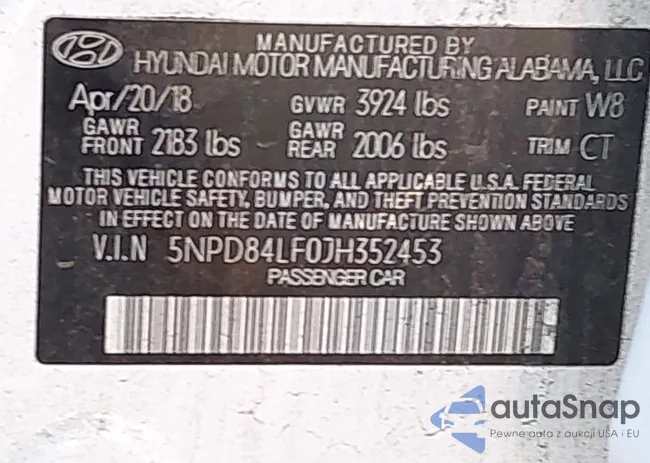 MANUFACTURED BY
HYUNDAI MOTOR MANUFACTURING ALABAMA, LLC
Apr/20/18 GVWR 3924 lbs PAINT W8
GAWR FRONT 2183 lbs GAWR REAR 2006 lbs TRIM CT
THIS VEHICLE CONFORMS TO ALL APPLICABLE U.S.A. FEDERAL
MOTOR VEHICLE SAFETY, BUMPER, AND THEFT PREVENTION STANDARDS
IN EFFECT ON THE DATE OF MANUFACTURE SHOWN ABOVE
V.I.N 5NPD84LF0JH352453
PASSENGER CAR
autaSnap
Pewne auta z aukcji USA i EU